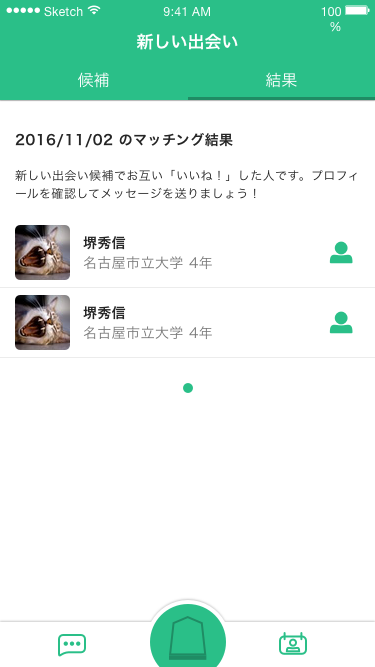 Sketch 9:41 AM 100
%
新しい出会い
候補 結果
2016/11/02 のマッチング結果
新しい出会い候補でお互い「いいね！」した人です。プロフィ
ールを確認してメッセージを送りましょう！
堺秀信
名古屋市立大学 4年
堺秀信
名古屋市立大学 4年